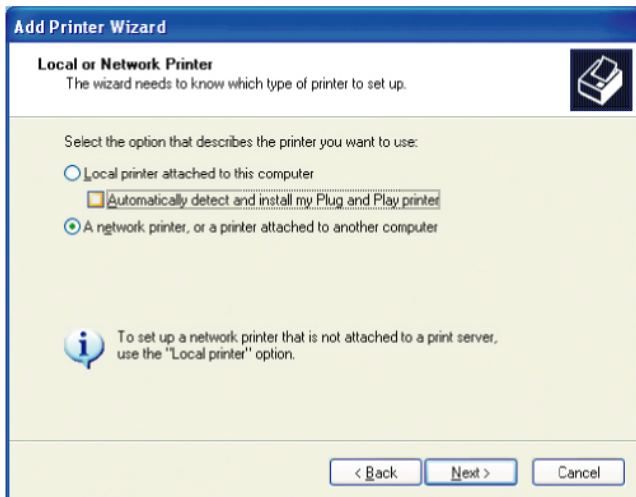 Add Printer Wizard
Local or Network Printer
The wizard needs to know which type of printer to set up.
Select the option that describes the printer you want to use:
Local printer attached to this computer
Automatically detect and install my Plug and Play printer
A network printer, or a printer attached to another computer
To set up a network printer that is not attached to a print server,
use the "Local printer" option.
< Back Next > Cancel